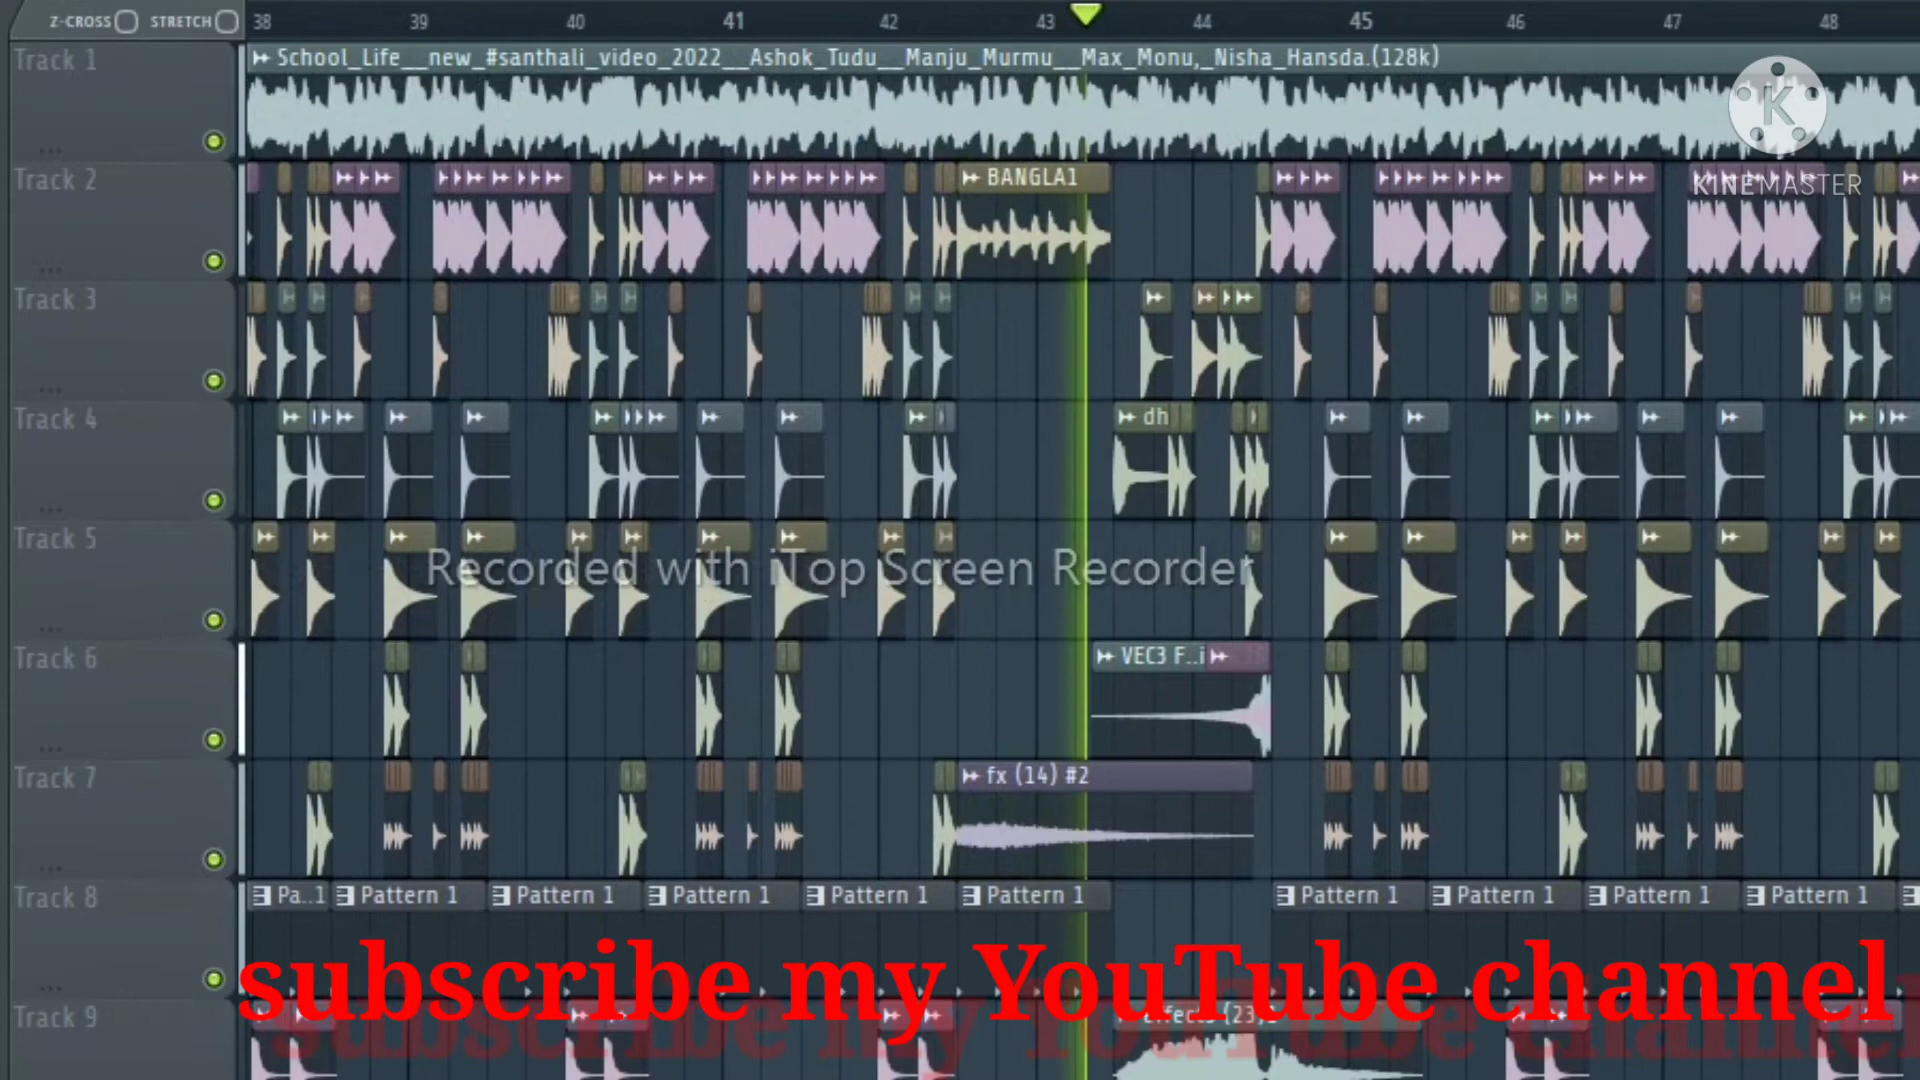 Z-CROSS STRETCH 38 39 40 41 42 43 44 45 46 47 48
Track 1
School_Life__new_#santhali_video_2022__Ashok_Tudu__Manju_Murmu__Max_Monu,_Nisha_Hansda.(128k)
K
Track 2
BANGLA1
KINEMASTER
Track 3
Track 4
dh
Track 5
Recorded with iTop Screen Recorder
Track 6
VEC3 F..i
Track 7
fx (14) #2
Track 8
Pa..1 Pattern 1 Pattern 1 Pattern 1 Pattern 1 Pattern 1 Pattern 1 Pattern 1 Pattern 1 Pattern 1
subscribe my YouTube channel
Track 9